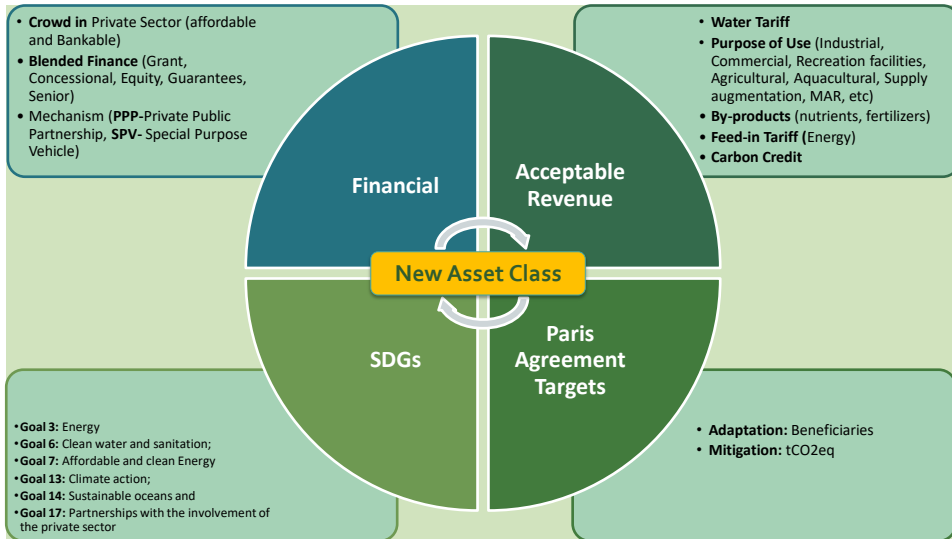 • Crowd in Private Sector (affordable
and Bankable)
• Blended Finance (Grant,
Concessional, Equity, Guarantees,
Senior)
• Mechanism (PPP-Private Public
Partnership, SPV- Special Purpose
Vehicle)
• Water Tariff
• Purpose of Use (Industrial,
Commercial, Recreation facilities,
Agricultural, Aquacultural, Supply
augmentation, MAR, etc)
• By-products (nutrients, fertilizers)
• Feed-in Tariff (Energy)
• Carbon Credit
Financial
Acceptable
Revenue
New Asset Class
SDGs
Paris
Agreement
Targets
•Goal 3: Energy
•Goal 6: Clean water and sanitation;
•Goal 7: Affordable and clean Energy
•Goal 13: Climate action;
•Goal 14: Sustainable oceans and
•Goal 17: Partnerships with the involvement of
the private sector
• Adaptation: Beneficiaries
• Mitigation: tCO2eq